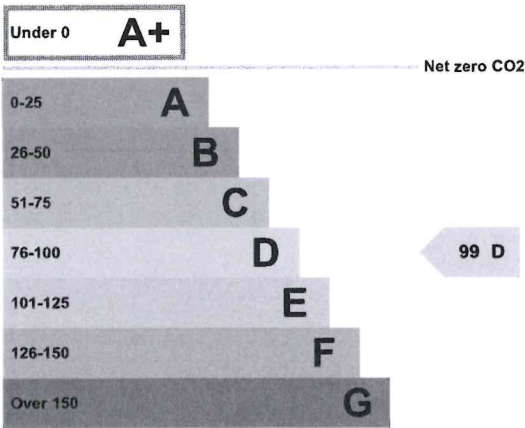 Under 0 A+
Net zero CO2
0-25 A
26-50 B
51-75 C
76-100 D
99 D
101-125 E
126-150 F
Over 150 G